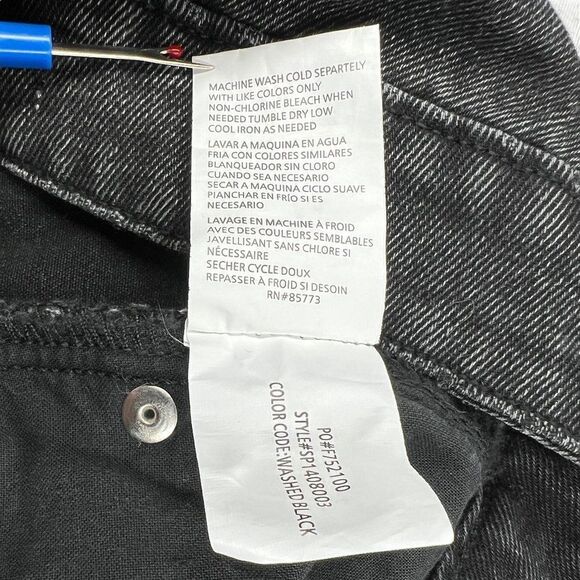 MACHINE WASH COLD SEPARTELY
WITH LIKE COLORS ONLY
NON-CHLORINE BLEACH WHEN
NEEDED TUMBLE DRY LOW
COOL IRON AS NEEDED
LAVAR A MAQUINA EN AGUA
FRIA CON COLORES SIMILARES
BLANQUEADOR SIN CLORO
CUANDO SEA NECESARIO
SECAR A MAQUINA CICLO SUAVE
PIANCHAR EN FRÍO SI ES
NECESARIO
LAVAGE EN MACHINE À FROID
AVEC DES COULEURS SEMBLABLES
JAVELLISANT SANS CHLORE SI
NÉCESSAIRE
SECHER CYCLE DOUX
REPASSER À FROID SI DESOIN
RN#85773
PO#F752100
STYLE#SP1408003
COLOR CODE:WASHED BLACK